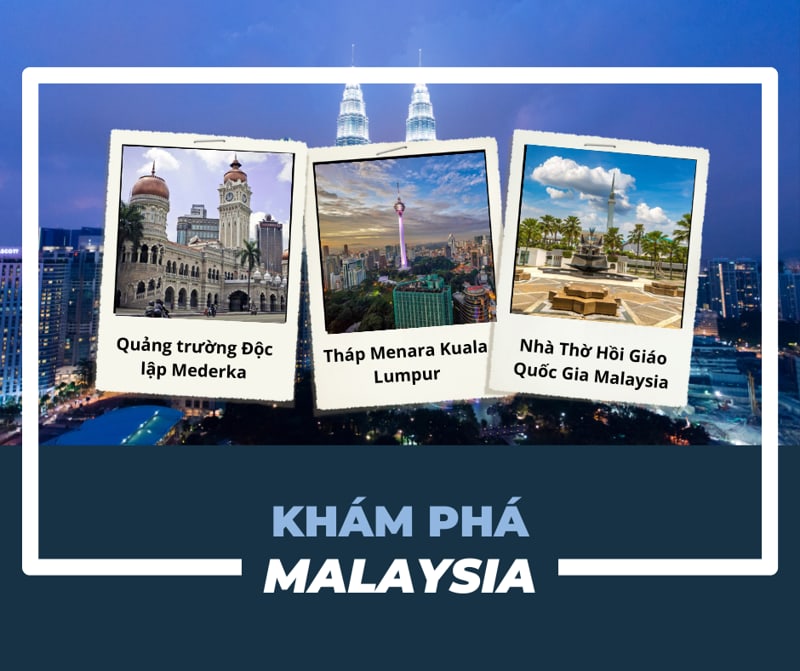 scott
Quảng trường Độc
lập Mederka
Tháp Menara Kuala
Lumpur
Nhà Thờ Hồi Giáo
Quốc Gia Malaysia
KHÁM PHÁ
MALAYSIA